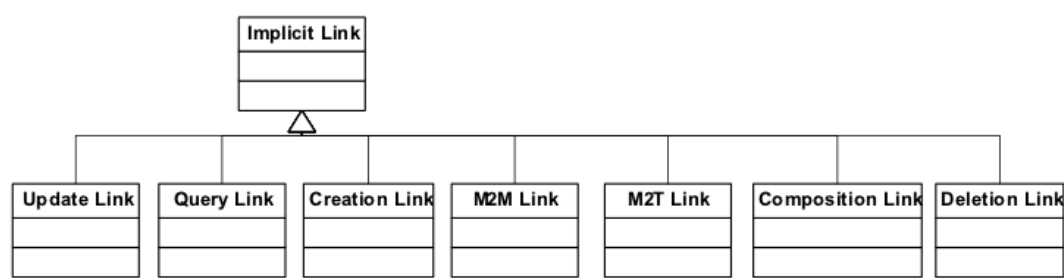 Implicit Link
Update Link
Query Link
Creation Link
M2M Link
M2T Link
Composition Link
Deletion Link